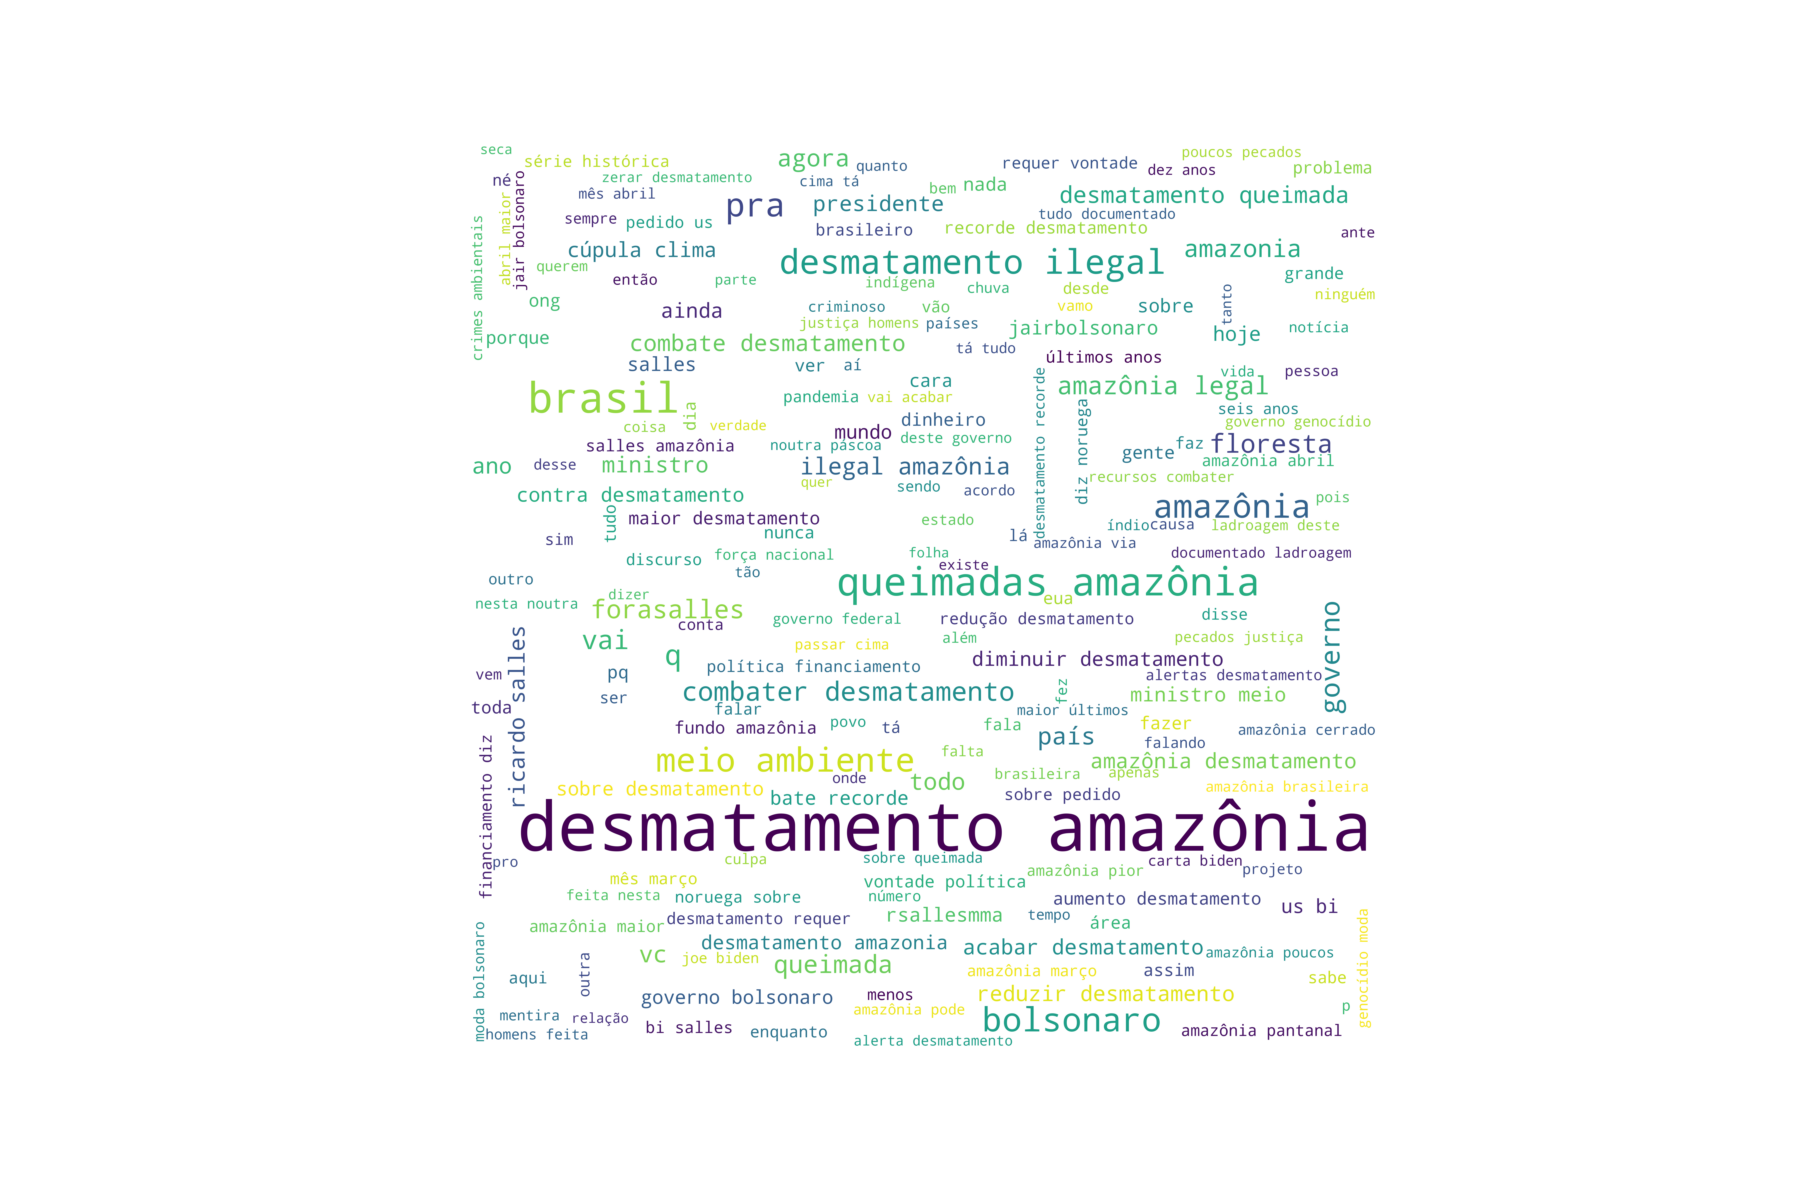 seca
série histórica
agora
quanto
requer vontade
poucos pecados
dez anos
problema
né
jair bolsonaro
zerar desmatamento
cima tá
bem
nada
desmatamento queimada
mês abril
abril maior
pra
presidente
tudo documentado
sempre
pedido us
brasileiro
recorde desmatamento
ante
crimes ambientais
cúpula clima
desmatamento ilegal
amazonia
querem
então
parte
indígena
chuva
desde
grande
ong
ainda
criminoso
vão
vamo
sobre
tanto
ninguém
justiça homens
países
jairbolsonaro
hoje
notícia
porque
combate desmatamento
tá tudo
últimos anos
salles
ver
aí
cara
desmatamento recorde
amazônia legal
vida
pessoa
brasil
dia
pandemia
vai acabar
diz noruega
seis anos
coisa
verdade
dinheiro
governo genocídio
salles amazônia
mundo
noutra páscoa
deste governo
gente
faz
floresta
ano
desse
ministro
ilegal amazônia
amazônia abril
quer
sendo
acordo
recursos combater
contra desmatamento
amazônia
pois
tudo
maior desmatamento
estado
índio
causa
ladroagem deste
sim
nunca
lá
amazônia via
discurso
força nacional
folha
existe
documentado ladroagem
outro
tão
queimadas amazônia
nesta noutra
dizer
forasalles
eua
conta
governo federal
redução desmatamento
disse
governo
ricardo salles
vai
q
passar cima
além
pecados justiça
vem
pq
política financiamento
diminuir desmatamento
alertas desmatamento
toda
ser
combater desmatamento
fez
ministro meio
falar
maior últimos
fundo amazônia
povo
tá
fala
país
fazer
falando
amazônia cerrado
financiamento diz
meio ambiente
falta
amazônia desmatamento
onde
todo
brasileira
apenas
sobre desmatamento
bate recorde
sobre pedido
amazônia brasileira
desmatamento amazônia
pro
culpa
sobre queimada
carta biden
amazônia pior
projeto
mês março
vontade política
feita nesta
noruega sobre
número
aumento desmatamento
us bi
desmatamento requer
rsallesmma
tempo
área
amazônia maior
genocídio moda
moda bolsonaro
desmatamento amazonia
acabar desmatamento
amazônia poucos
vc
joe biden
queimada
amazônia março
assim
aqui
outra
sabe
governo bolsonaro
menos
reduzir desmatamento
p
mentira
relação
amazônia pode
bolsonaro
homens feita
bi salles
enquanto
amazônia pantanal
alerta desmatamento